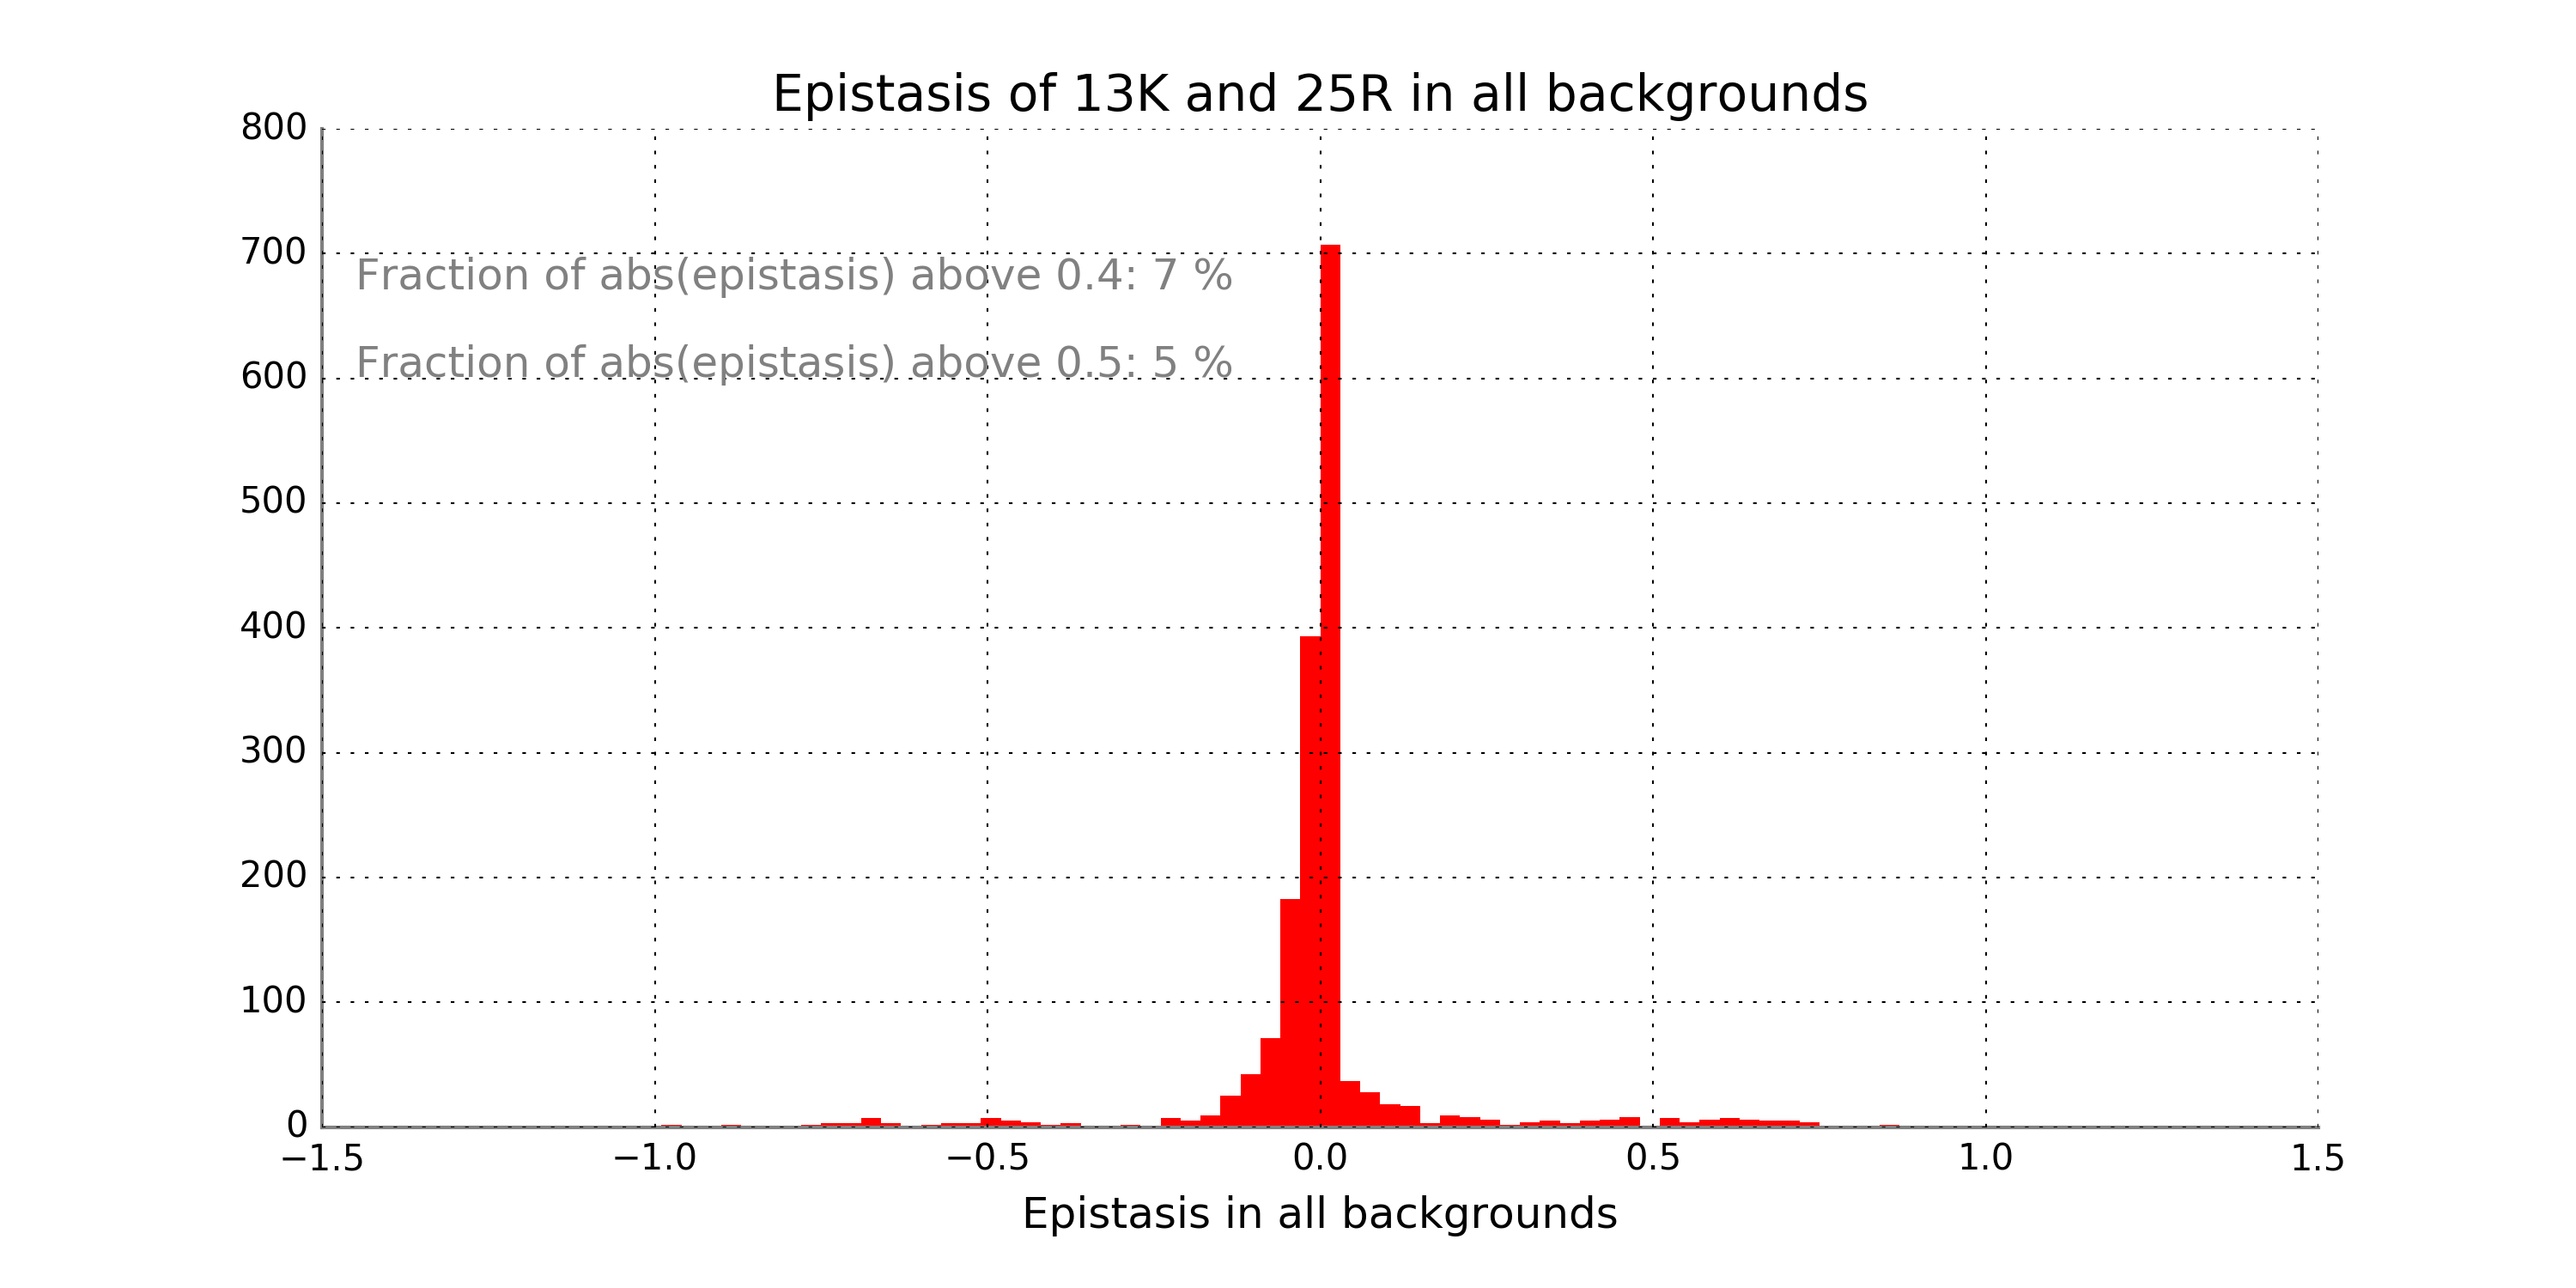 Epistasis of 13K and 25R in all backgrounds
800
700
Fraction of abs(epistasis) above 0.4: 7 %
Fraction of abs(epistasis) above 0.5: 5 %
600
500
400
300
200
100
0
−1.5 −1.0 −0.5 0.0 0.5 1.0 1.5
Epistasis in all backgrounds